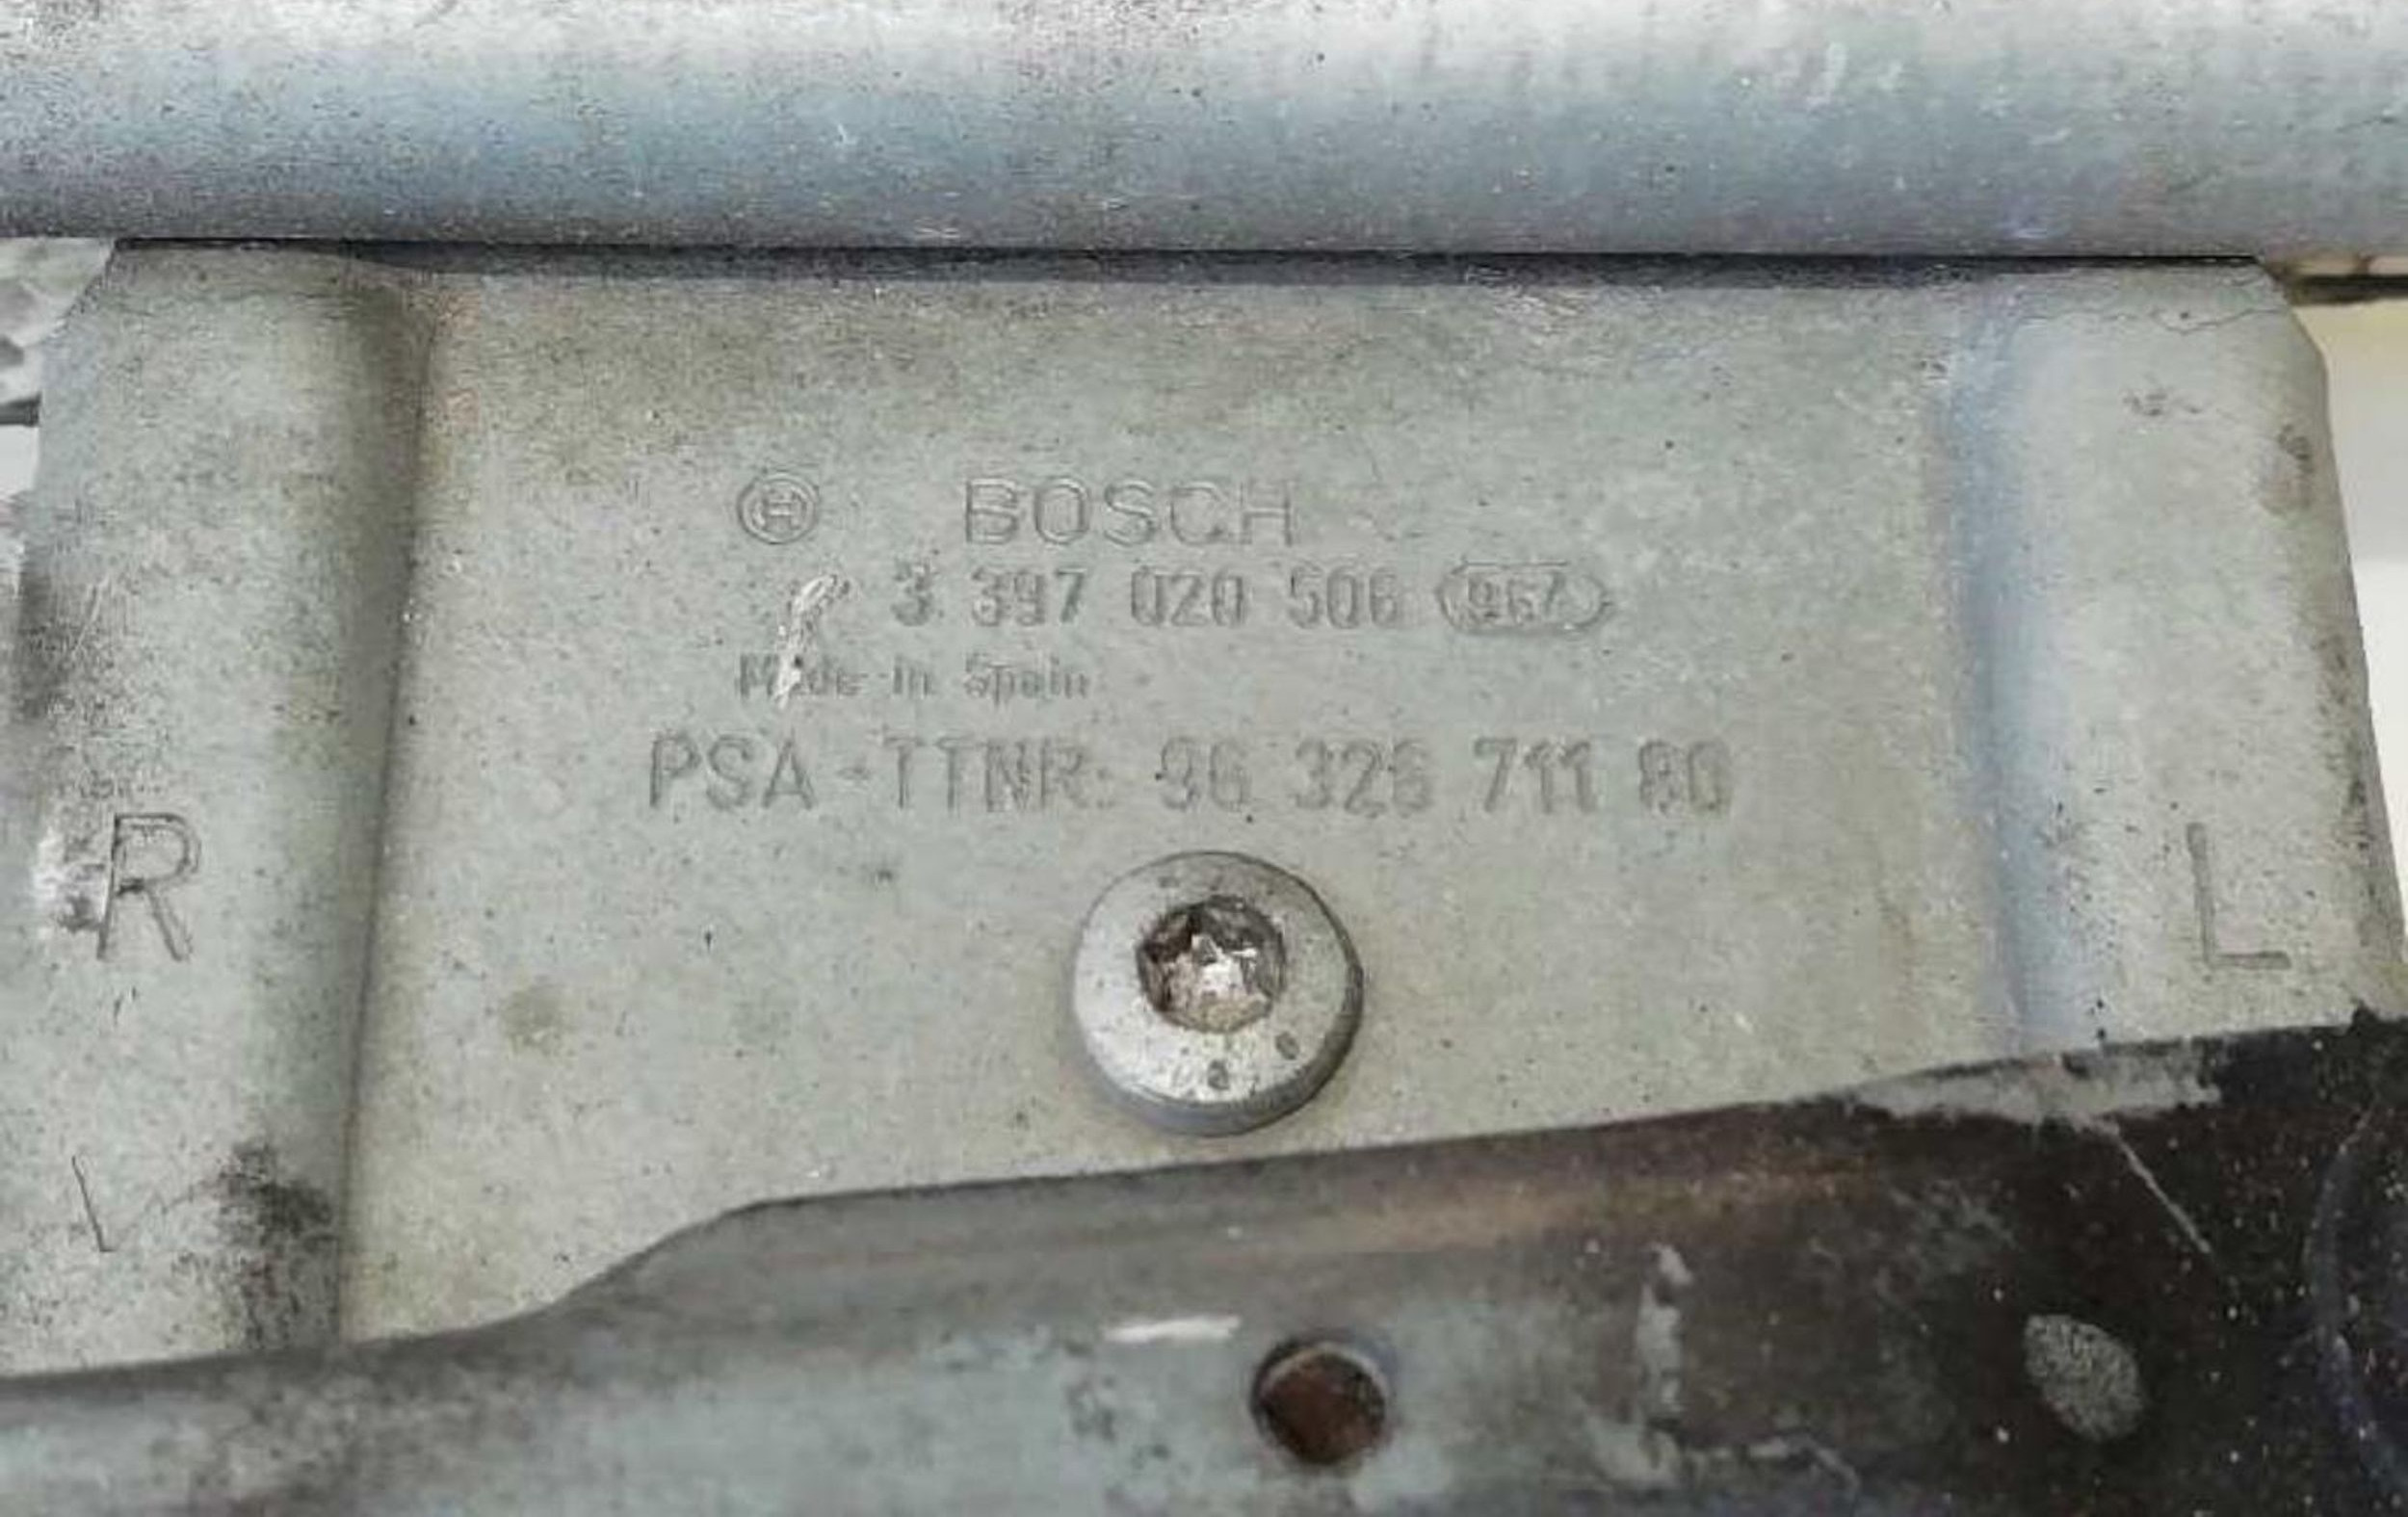 BOSCH
3 397 020 506 967
Made in Spain
PSA-TTNR. 96 326 711 80
R
L